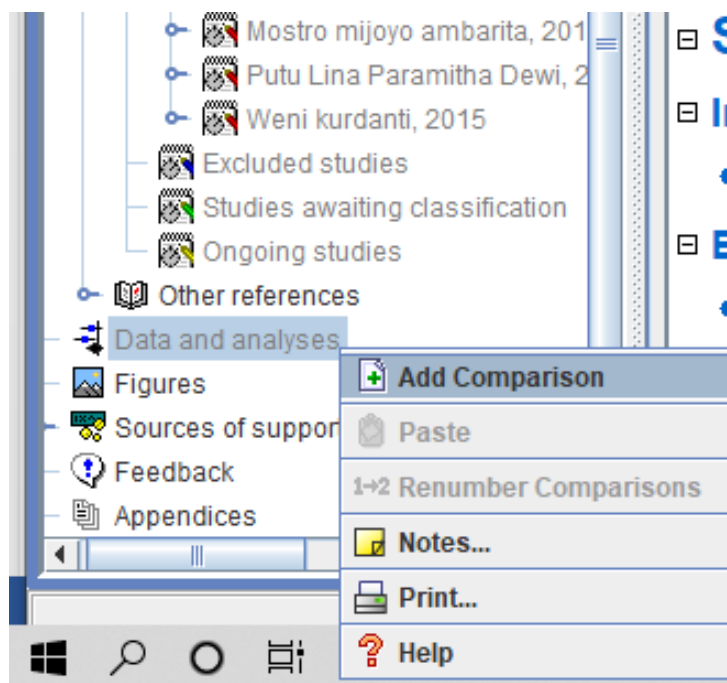 Mostro mijoyo ambarita, 201
Putu Lina Paramitha Dewi, 2
Weni kurdanti, 2015
Excluded studies
Studies awaiting classification
Ongoing studies
Other references
Data and analyses
Figures
Sources of suppor
Feedback
Appendices
Add Comparison
Paste
1→2 Renumber Comparisons
Notes...
Print...
Help